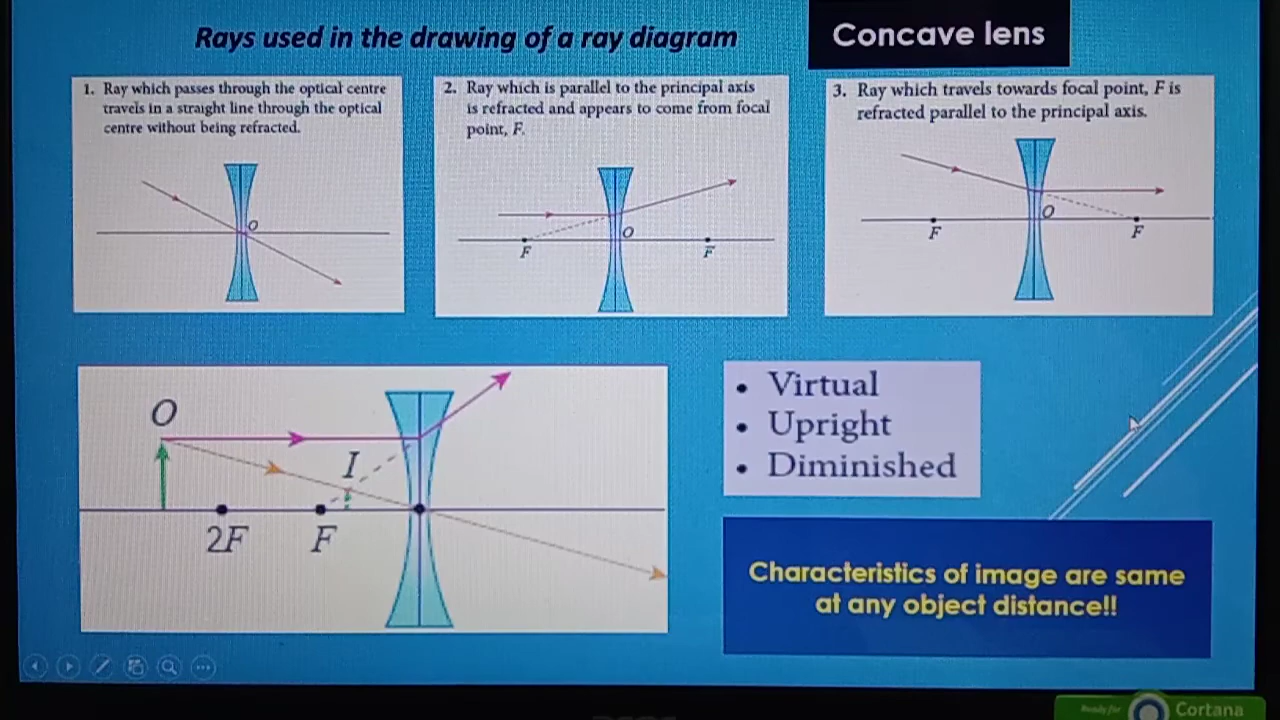 Rays used in the drawing of a ray diagram
Concave lens
1. Ray which passes through the optical centre
travels in a straight line through the optical
centre without being refracted.
O
2. Ray which is parallel to the principal axis
is refracted and appears to come from focal
point, F.
O
F
F
3. Ray which travels towards focal point, F is
refracted parallel to the principal axis.
O
F
F
O
I
2F
F
• Virtual
• Upright
• Diminished
Characteristics of image are same
at any object distance!!
Ready for
Cortana